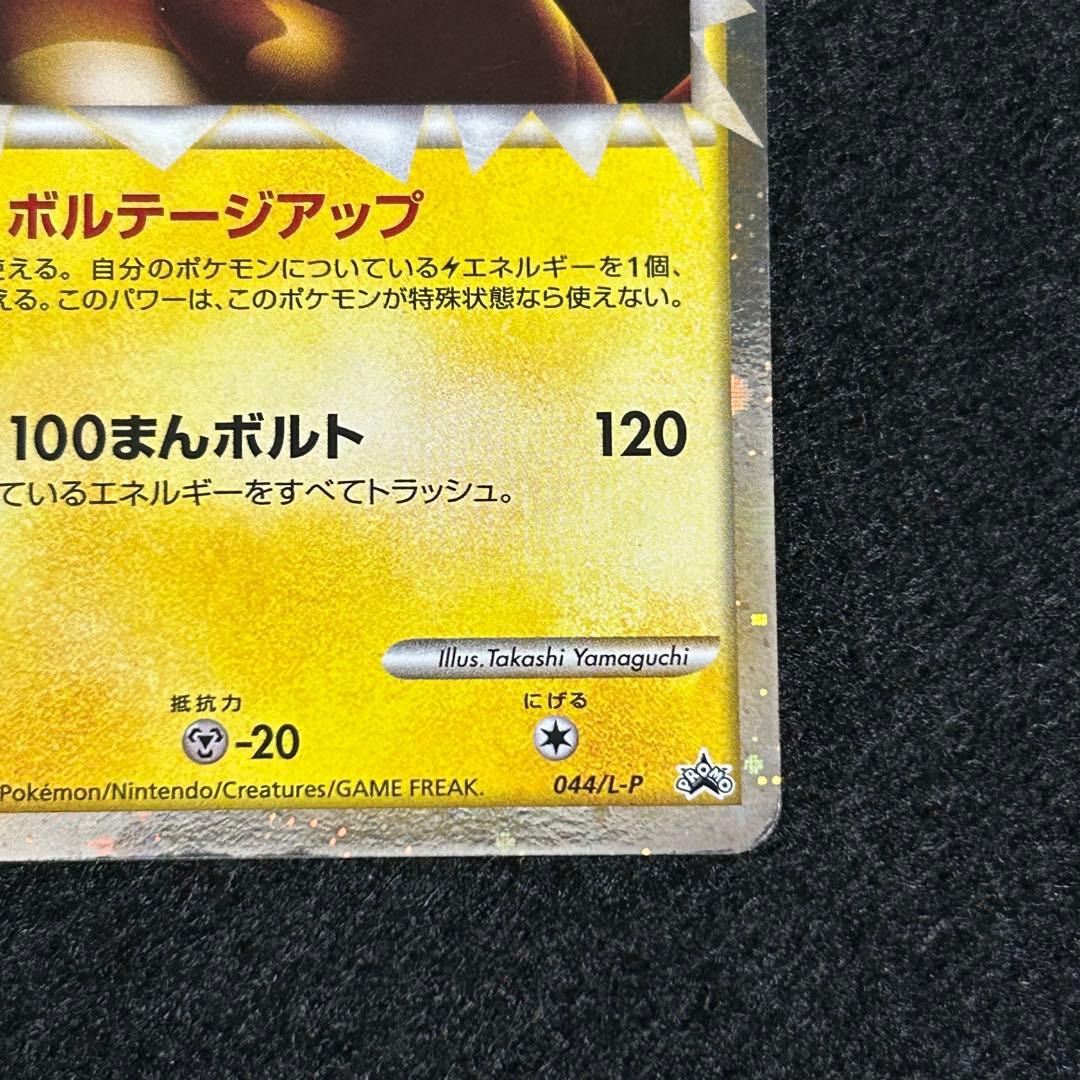 ボルテージアップ
使える。自分のポケモンについている⚡エネルギーを1個、
える。このパワーは、このポケモンが特殊状態なら使えない。
100まんボルト 120
ているエネルギーをすべてトラッシュ。
Illus.Takashi Yamaguchi
抵抗力 にげる
-20
Pokémon/Nintendo/Creatures/GAME FREAK. 044/L-P PROMO